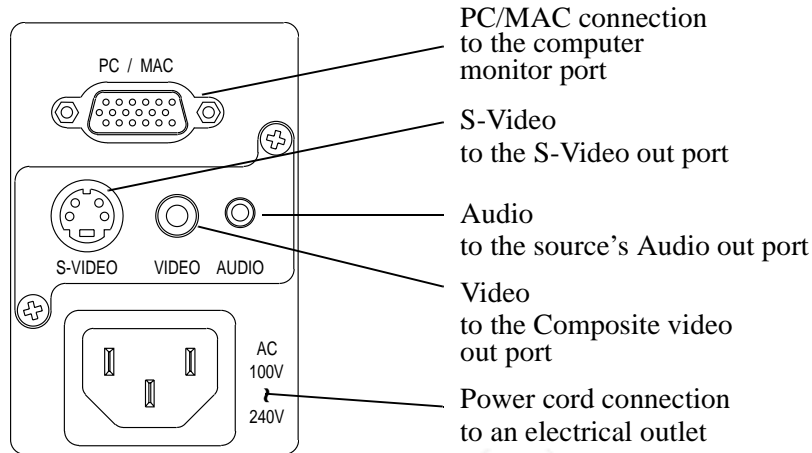 PC / MAC
S-VIDEO
VIDEO
AUDIO
AC
100V
~
240V
PC/MAC connection
to the computer
monitor port
S-Video
to the S-Video out port
Audio
to the source's Audio out port
Video
to the Composite video
out port
Power cord connection
to an electrical outlet